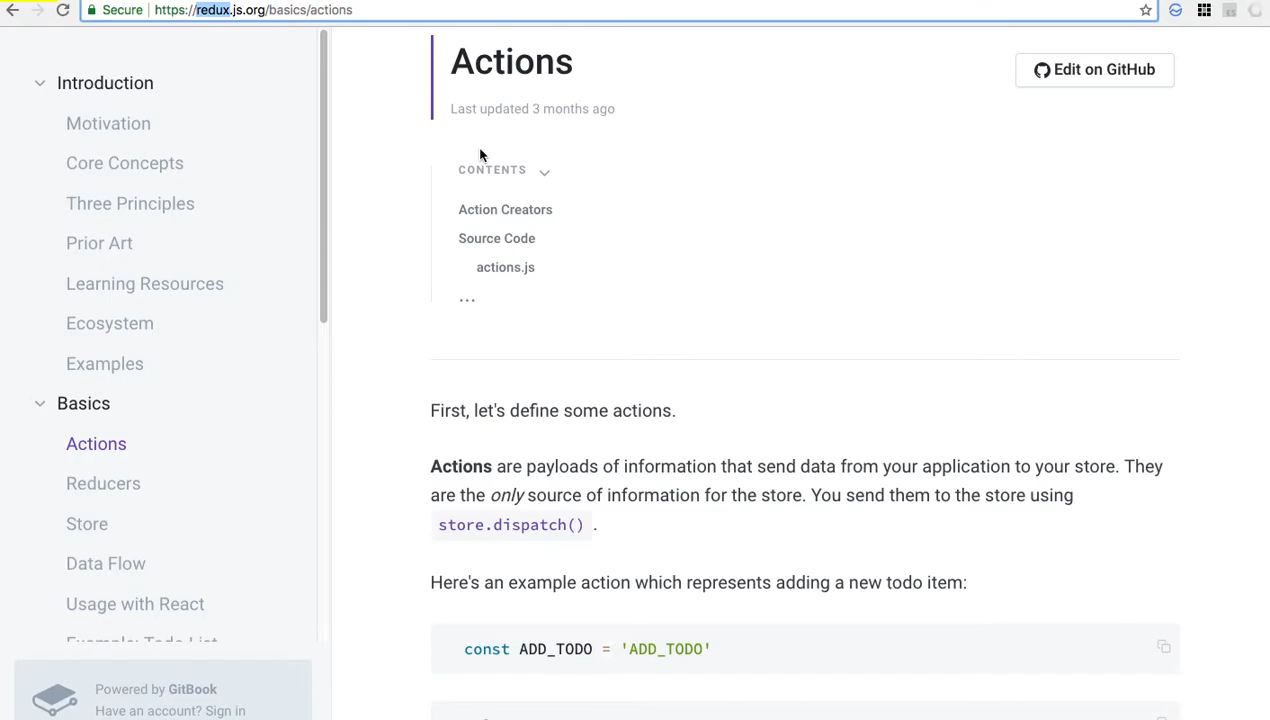 Secure | https://redux.js.org/basics/actions
Introduction
Motivation
Core Concepts
Three Principles
Prior Art
Learning Resources
Ecosystem
Examples
Basics
Actions
Reducers
Store
Data Flow
Usage with React
Example: Todo List
Powered by GitBook
Have an account? Sign in
Actions
Edit on GitHub
Last updated 3 months ago
CONTENTS
Action Creators
Source Code
actions.js
...
First, let's define some actions.
Actions are payloads of information that send data from your application to your store. They
are the only source of information for the store. You send them to the store using
store.dispatch() .
Here's an example action which represents adding a new todo item:
const ADD_TODO = 'ADD_TODO'